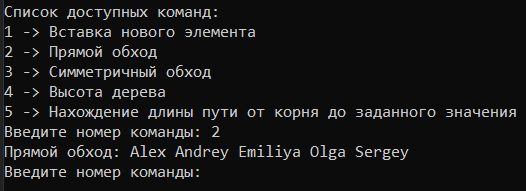 Список доступных команд:
1 -> Вставка нового элемента
2 -> Прямой обход
3 -> Симметричный обход
4 -> Высота дерева
5 -> Нахождение длины пути от корня до заданного значения
Введите номер команды: 2
Прямой обход: Alex Andrey Emiliya Olga Sergey
Введите номер команды: